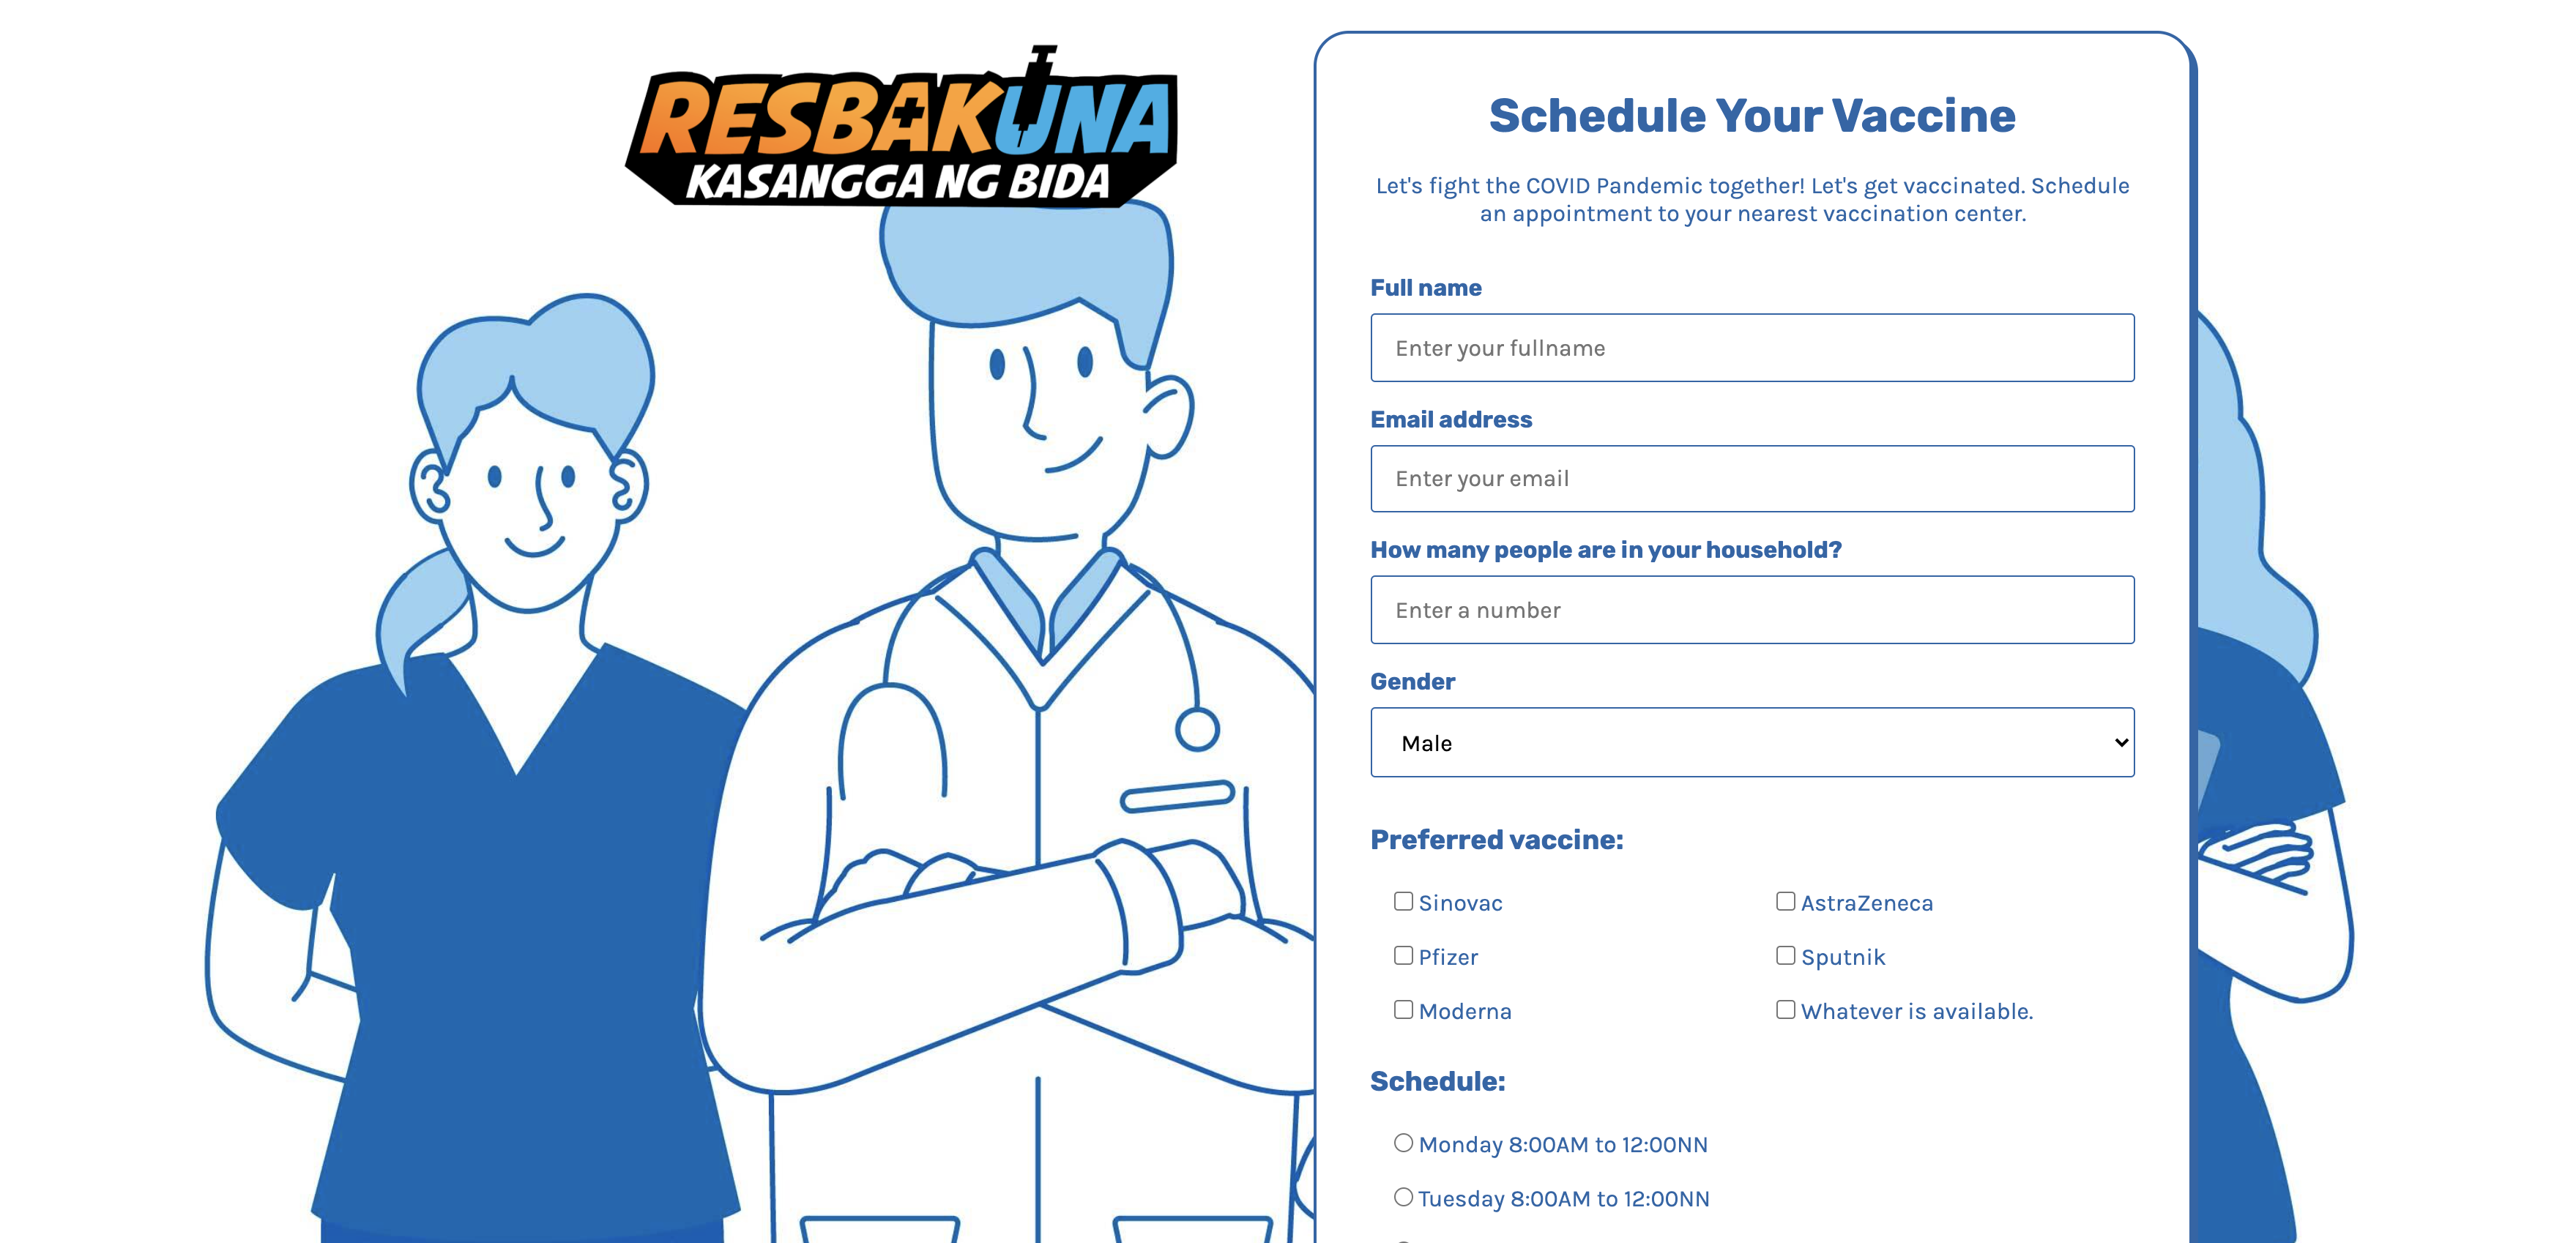 RESBAKUNA
KASANGGA NG BIDA
Schedule Your Vaccine
Let's fight the COVID Pandemic together! Let's get vaccinated. Schedule
an appointment to your nearest vaccination center.
Full name
Enter your fullname
Email address
Enter your email
How many people are in your household?
Enter a number
Gender
Male
Preferred vaccine:
Sinovac
AstraZeneca
Pfizer
Sputnik
Moderna
Whatever is available.
Schedule:
Monday 8:00AM to 12:00NN
Tuesday 8:00AM to 12:00NN